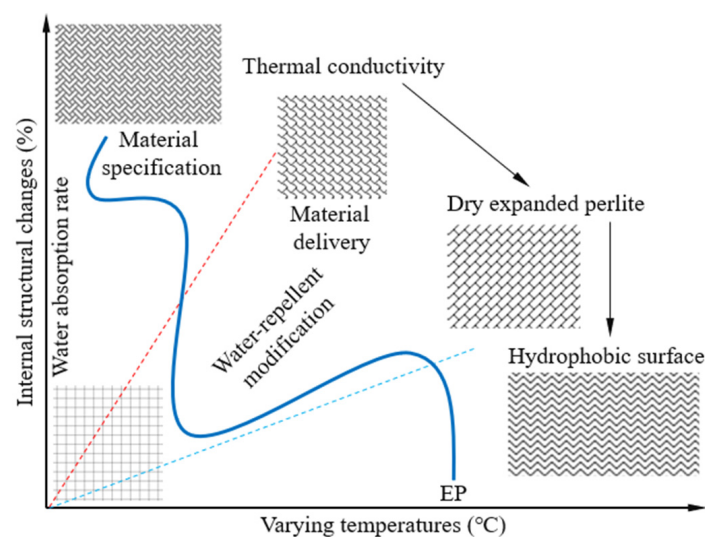 Thermal conductivity
Material
specification
Material
delivery
Dry expanded perlite
Hydrophobic surface
Water-repellent
modification
Internal structural changes (%)
Water absorption rate
EP
Varying temperatures (℃)